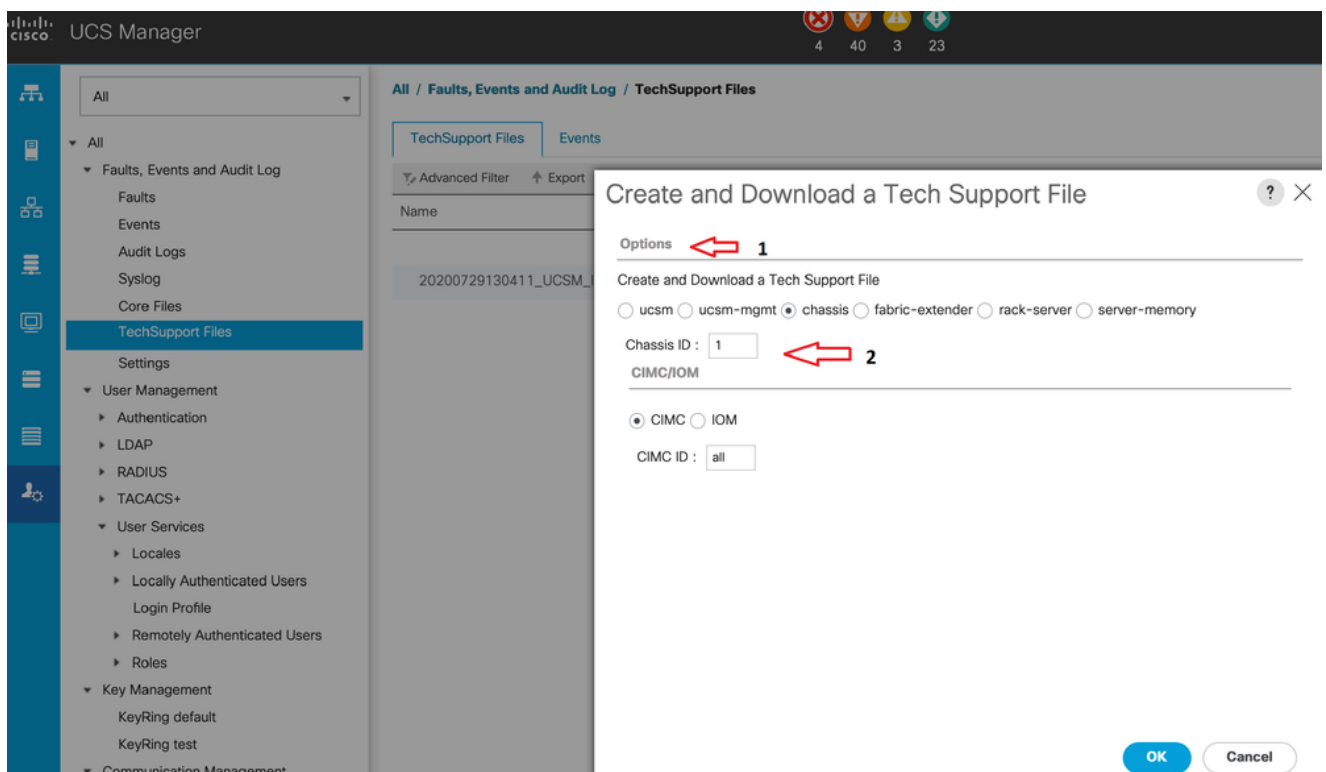 cisco
UCS Manager
4
40
3
23
All
All
Faults, Events and Audit Log
Faults
Events
Audit Logs
Syslog
Core Files
TechSupport Files
Settings
User Management
Authentication
LDAP
RADIUS
TACACS+
User Services
Locales
Locally Authenticated Users
Login Profile
Remotely Authenticated Users
Roles
Key Management
KeyRing default
KeyRing test
Communication Management
All / Faults, Events and Audit Log / TechSupport Files
TechSupport Files Events
Advanced Filter Export
Name
20200729130411_UCSM_
Create and Download a Tech Support File
?
Options
1
Create and Download a Tech Support File
ucsm ucsm-mgmt chassis fabric-extender rack-server server-memory
Chassis ID : 1
2
CIMC/IOM
CIMC IOM
CIMC ID : all
OK Cancel